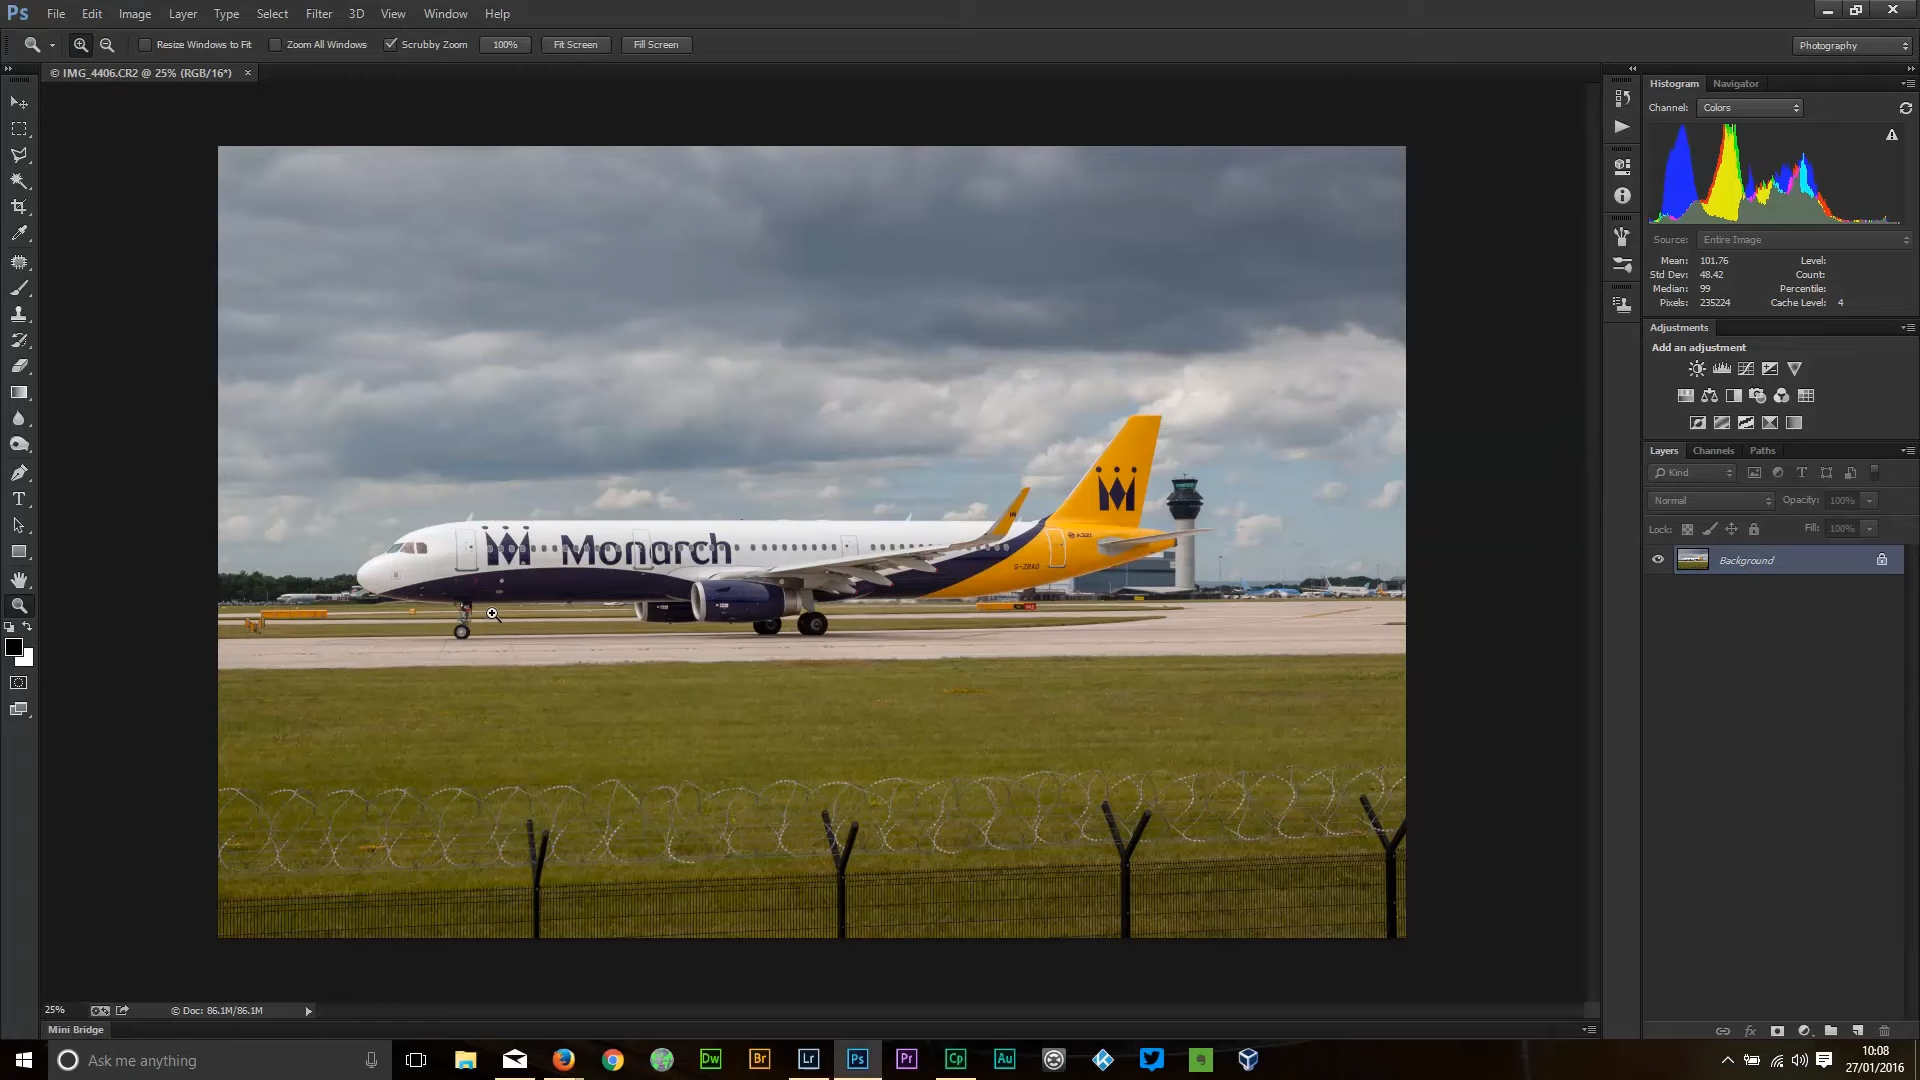 Ps File Edit Image Layer Type Select Filter 3D View Window Help
Resize Windows to Fit Zoom All Windows Scrubby Zoom 100% Fit Screen Fill Screen Photography
© IMG_4406.CR2 @ 25% (RGB/16*) ×
Histogram Navigator
Channel: Colors
Source: Entire Image
Mean: 101.76 Level:
Std Dev: 48.42 Count:
Median: 99 Percentile:
Pixels: 235224 Cache Level: 4
Adjustments
Add an adjustment
Layers Channels Paths
Kind
Normal Opacity: 100%
Lock: Fill: 100%
Background
Monarch
A321
G-ZBAO
25% © Doc: 86.1M/86.1M
Mini Bridge
Ask me anything
Dw Br Lr Ps Pr Cp Au
10:08
27/01/2016